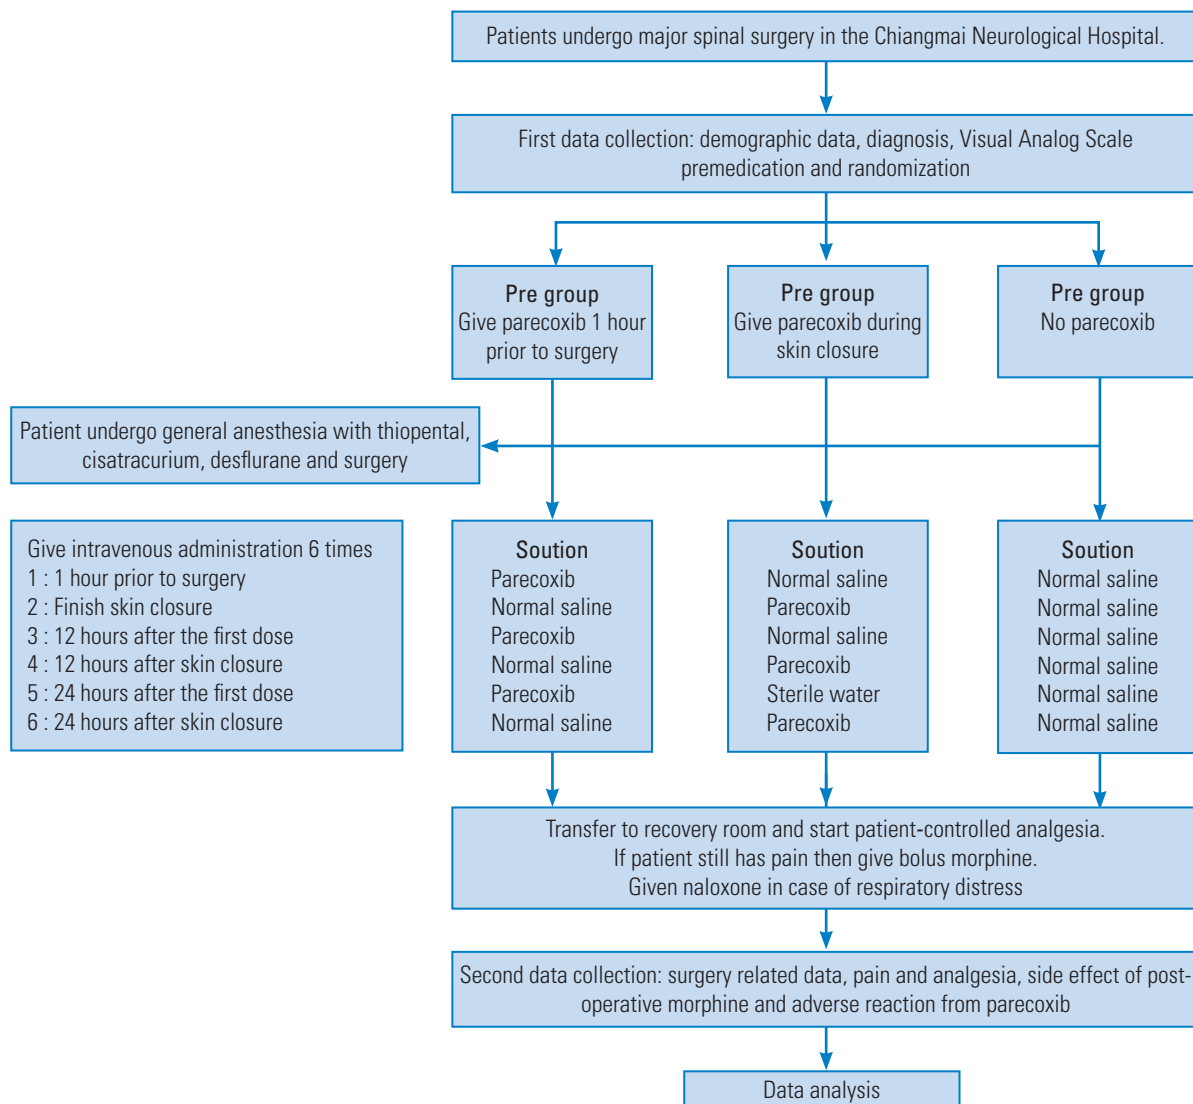 Patients undergo major spinal surgery in the Chiangmai Neurological Hospital.
First data collection: demographic data, diagnosis, Visual Analog Scale
premedication and randomization
Pre group
Give parecoxib 1 hour
prior to surgery
Pre group
Give parecoxib during
skin closure
Pre group
No parecoxib
Patient undergo general anesthesia with thiopental,
cisatracurium, desflurane and surgery
Give intravenous administration 6 times
1 : 1 hour prior to surgery
2 : Finish skin closure
3 : 12 hours after the first dose
4 : 12 hours after skin closure
5 : 24 hours after the first dose
6 : 24 hours after skin closure
Soution
Parecoxib
Normal saline
Parecoxib
Normal saline
Parecoxib
Normal saline
Soution
Normal saline
Parecoxib
Normal saline
Parecoxib
Sterile water
Parecoxib
Soution
Normal saline
Normal saline
Normal saline
Normal saline
Normal saline
Normal saline
Transfer to recovery room and start patient-controlled analgesia.
If patient still has pain then give bolus morphine.
Given naloxone in case of respiratory distress
Second data collection: surgery related data, pain and analgesia, side effect of post-
operative morphine and adverse reaction from parecoxib
Data analysis